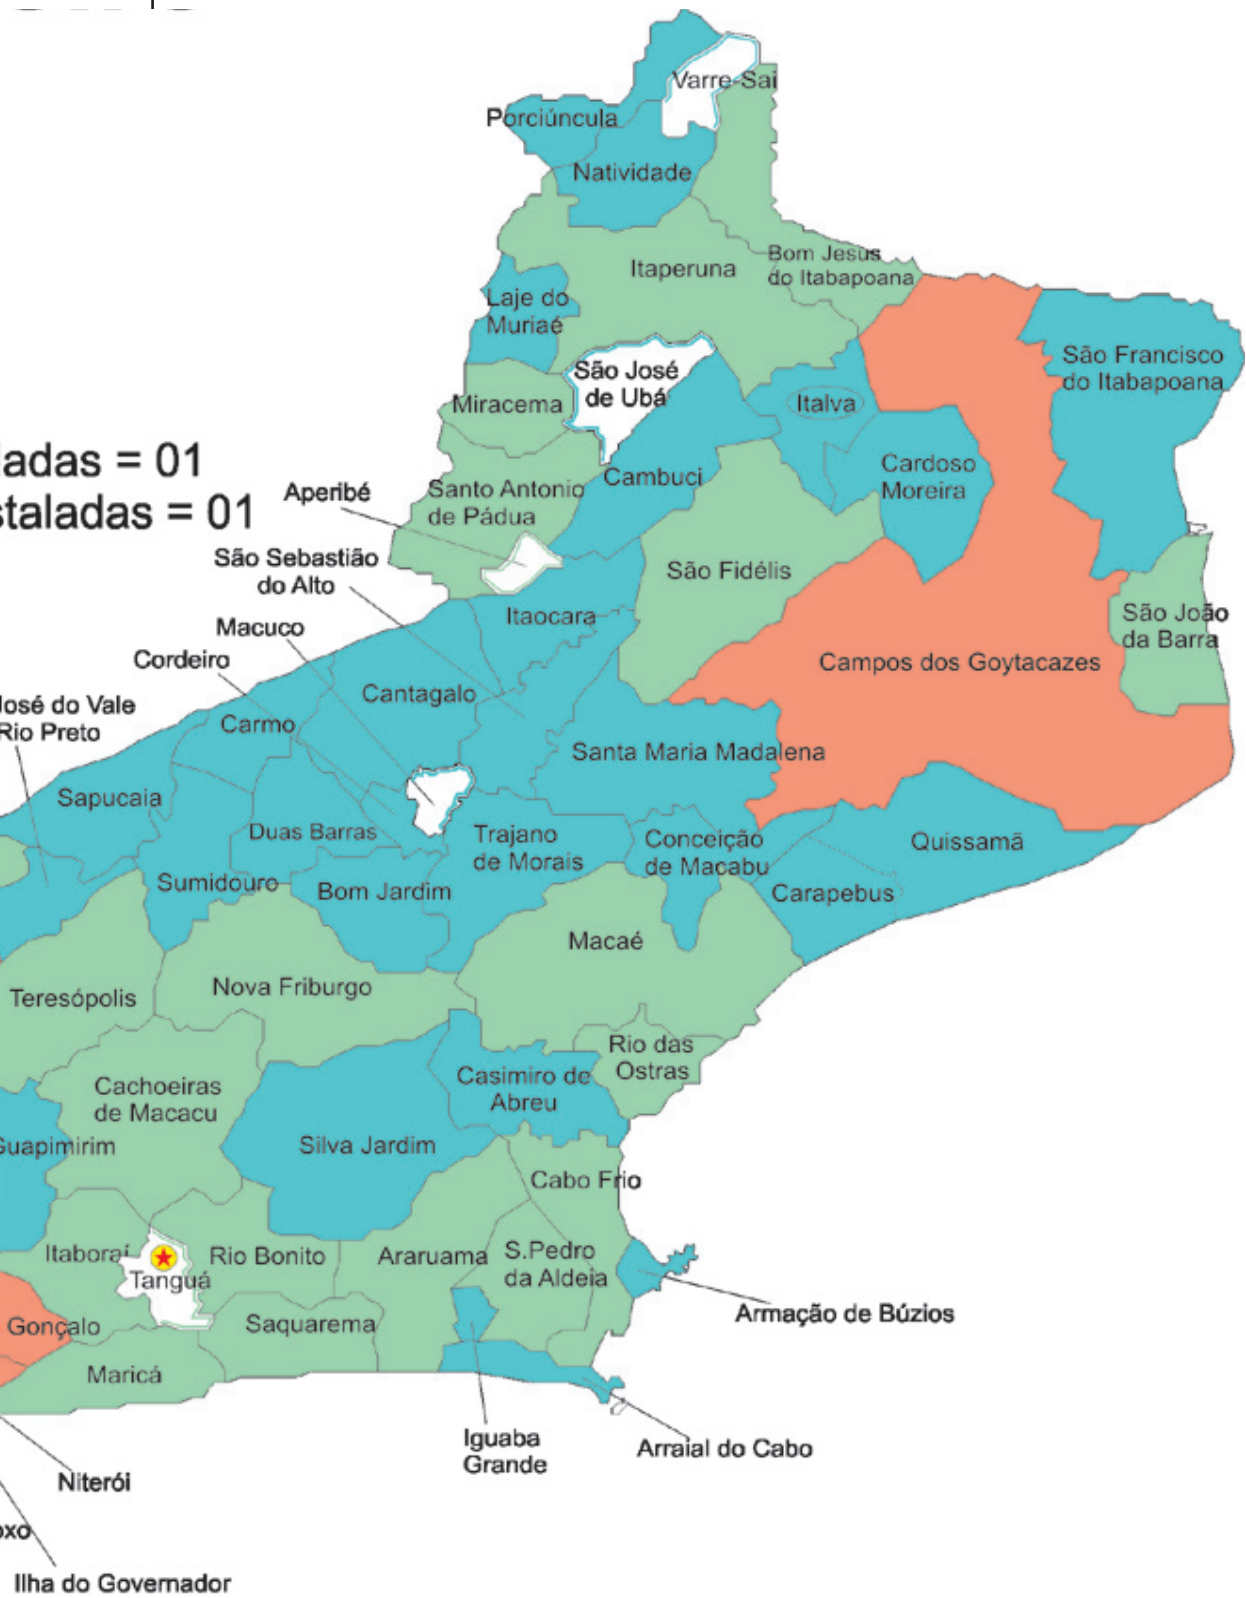 Varre-Sai
Porciúncula
Natividade
Bom Jesus
do Itabapoana
Itaperuna
Laje do
Muriaé
São Francisco
do Itabapoana
São José
de Ubá
Miracema
Italva
ladas = 01
staladas = 01
Cardoso
Moreira
Cambuci
Aperibé
Santo Antonio
de Pádua
São Sebastião
do Alto
São Fidélis
Itaocara
São João
da Barra
Macuco
Cordeiro
Campos dos Goytacazes
Cantagalo
José do Vale
Rio Preto
Carmo
Santa Maria Madalena
Sapucaia
Duas Barras
Trajano
de Morais
Conceição
de Macabu
Quissamã
Sumidouro
Bom Jardim
Carapebus
Macaé
Nova Friburgo
Teresópolis
Rio das
Ostras
Casimiro de
Abreu
Cachoeiras
de Macacu
Guapimirim
Silva Jardim
Cabo Frio
Itaboraí
Tanguá
Rio Bonito
Araruama
S.Pedro
da Aldeia
Armação de Búzios
Gonçalo
Saquarema
Maricá
Iguaba
Grande
Arraial do Cabo
Niterói
oxo
Ilha do Governador